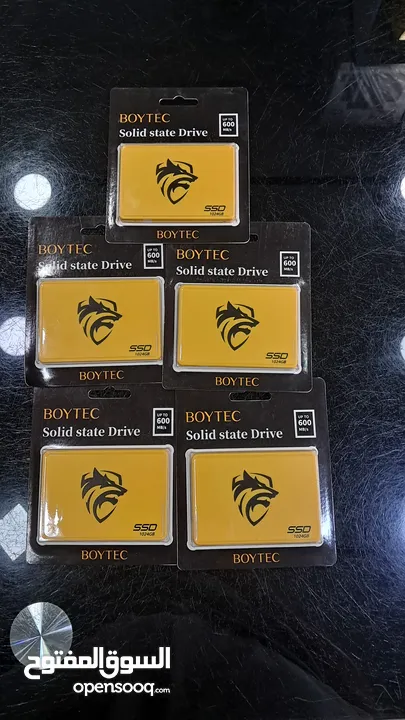 BOYTEC
Solid state Drive
UP TO
600
MB/s
SSD
1024GB
BOYTEC
BOYTEC
Solid state Drive
UP TO
600
MB/s
SSD
1024GB
BOYTEC
BOYTEC
Solid state Drive
UP TO
600
MB/s
SSD
1024GB
BOYTEC
BOYTEC
Solid state Drive
UP TO
600
MB/s
SSD
1024GB
BOYTEC
BOYTEC
Solid state Drive
UP TO
600
MB/s
SSD
1024GB
BOYTEC
السوق المفتوح
opensooq.com